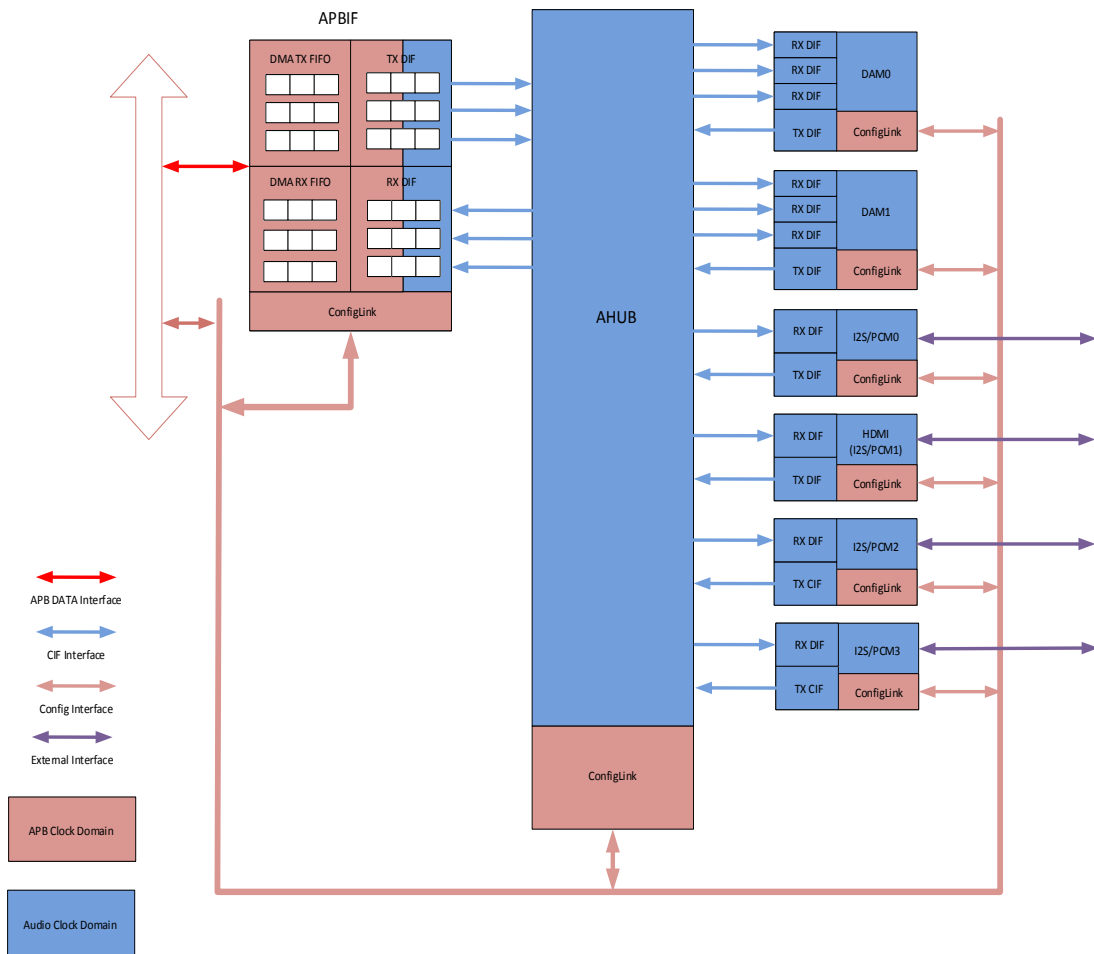 APBIF
DMA TX FIFO
TX DIF
DMA RX FIFO
RX DIF
ConfigLink
AHUB
ConfigLink
RX DIF
RX DIF
RX DIF
TX DIF
DAM0
ConfigLink
RX DIF
RX DIF
RX DIF
TX DIF
DAM1
ConfigLink
RX DIF
TX DIF
I2S/PCM0
ConfigLink
RX DIF
TX DIF
HDMI
(I2S/PCM1)
ConfigLink
RX DIF
TX CIF
I2S/PCM2
ConfigLink
RX DIF
TX CIF
I2S/PCM3
ConfigLink
APB DATA Interface
CIF Interface
Config Interface
External Interface
APB Clock Domain
Audio Clock Domain